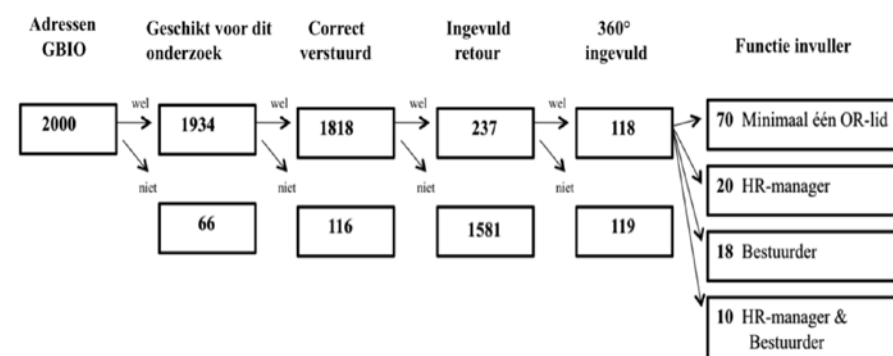 Adressen
GBIO
Geschikt voor dit
onderzoek
Correct
verstuurd
Ingevuld
retour
360°
ingevuld
Functie invuller
2000
wel
1934
wel
1818
wel
237
wel
118
niet
66
niet
116
niet
1581
niet
119
70 Minimaal één OR-lid
20 HR-manager
18 Bestuurder
10 HR-manager &
Bestuurder